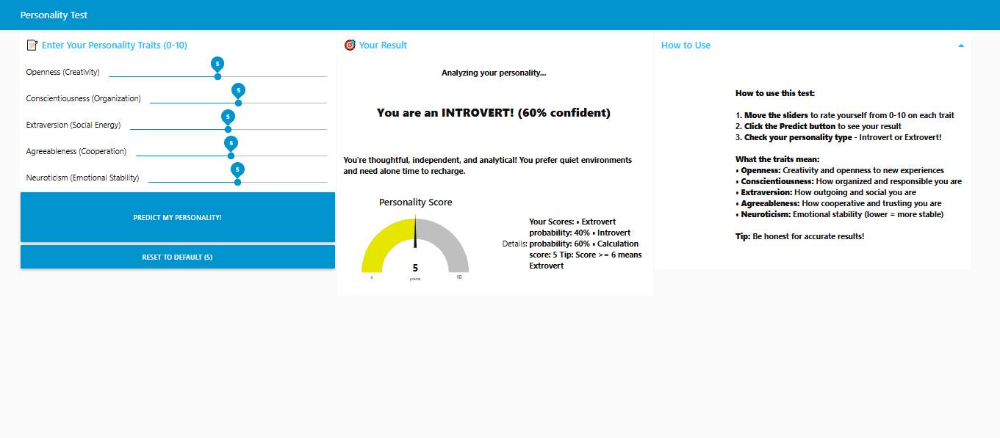 Personality Test
Enter Your Personality Traits (0-10)
Openness (Creativity)
5
Conscientiousness (Organization)
5
Extraversion (Social Energy)
5
Agreeableness (Cooperation)
5
Neuroticism (Emotional Stability)
5
PREDICT MY PERSONALITY!
RESET TO DEFAULT (5)
Your Result
Analyzing your personality...
You are an INTROVERT! (60% confident)
You're thoughtful, independent, and analytical! You prefer quiet environments
and need alone time to recharge.
Personality Score
5
points
0
10
Details:
Your Scores: • Extrovert
probability: 40% • Introvert
probability: 60% • Calculation
score: 5 Tip: Score >= 6 means
Extrovert
How to Use
How to use this test:
1. Move the sliders to rate yourself from 0-10 on each trait
2. Click the Predict button to see your result
3. Check your personality type - Introvert or Extrovert!
What the traits mean:
• Openness: Creativity and openness to new experiences
• Conscientiousness: How organized and responsible you are
• Extraversion: How outgoing and social you are
• Agreeableness: How cooperative and trusting you are
• Neuroticism: Emotional stability (lower = more stable)
Tip: Be honest for accurate results!